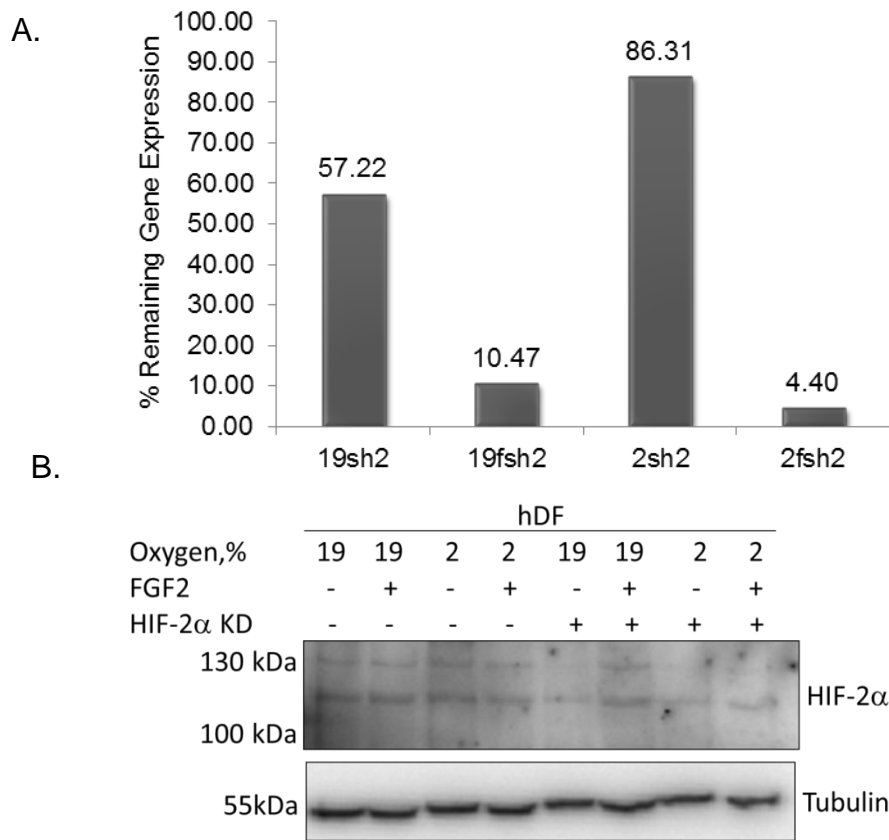 A.
% Remaining Gene Expression
100.00
90.00
80.00
70.00
60.00
50.00
40.00
30.00
20.00
10.00
0.00
57.22
10.47
86.31
4.40
19sh2 19fsh2 2sh2 2fsh2
B.
hDF
Oxygen,% 19 19 2 2 19 19 2 2
FGF2 - + - + - + - +
HIF-2α KD - - - - + + + +
130 kDa
HIF-2α
100 kDa
55kDa
Tubulin